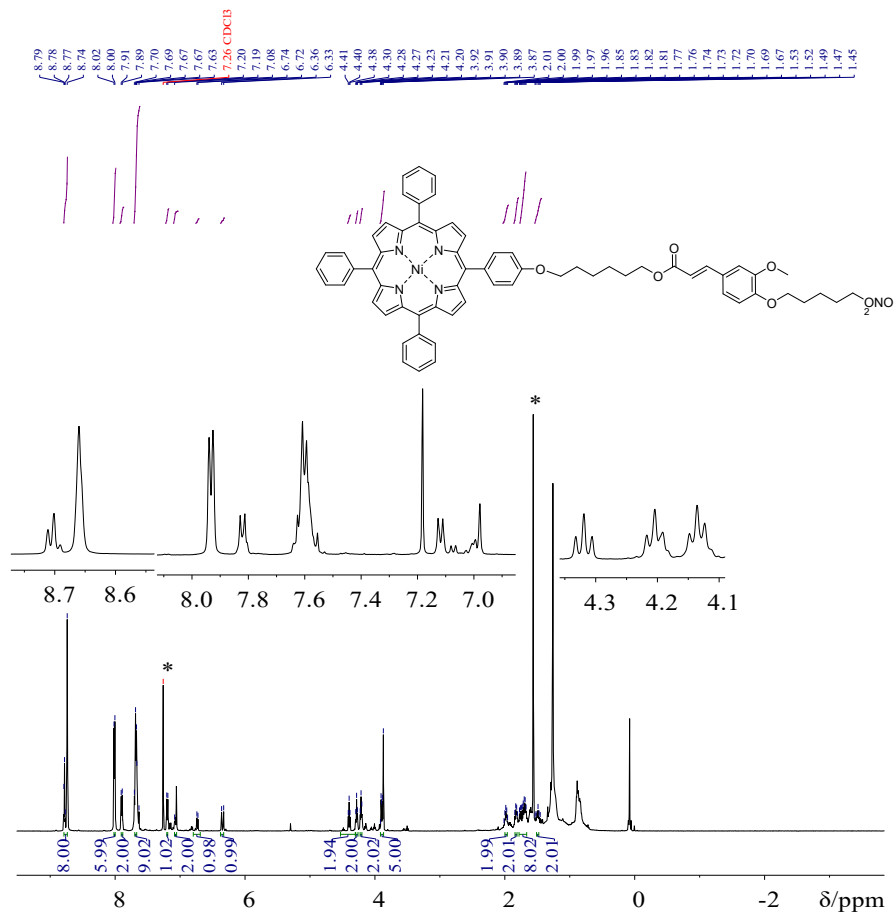 8.79 8.78 8.77 8.74 8.02 8.00 7.91 7.89 7.70 7.69 7.67 7.67 7.63 7.26 CDCl3 7.20 7.19 7.08 6.74 6.72 6.36 6.33 4.41 4.40 4.38 4.30 4.28 4.27 4.23 4.21 4.20 3.92 3.91 3.90 3.89 3.87 2.01 2.00 1.99 1.97 1.96 1.85 1.83 1.82 1.81 1.77 1.76 1.74 1.73 1.72 1.70 1.69 1.67 1.53 1.52 1.49 1.47 1.45
N
N Ni N
N
O
O
O
O
O
O
ONO
2
*
8.7 8.6
8.0 7.8 7.6 7.4 7.2 7.0
4.3 4.2 4.1
*
8.00 5.99 2.00 9.02 1.02 2.00 0.98 0.99 1.94 2.00 2.02 5.00 1.99 2.01 8.02 2.01
8 6 4 2 0 -2 δ/ppm